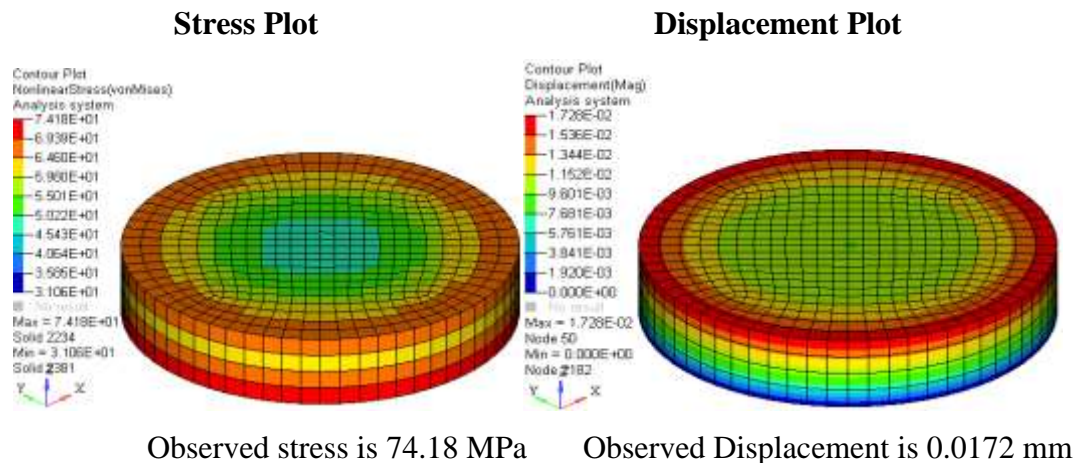 Stress Plot
Displacement Plot
Contour Plot
NonlinearStress(vonMises)
Analysis system
7.418E+01
6.939E+01
6.460E+01
5.980E+01
5.501E+01
5.022E+01
4.543E+01
4.064E+01
3.585E+01
3.106E+01
No result
Max = 7.418E+01
Solid 2234
Min = 3.106E+01
Solid 2381
Z
Y
X
Contour Plot
Displacement(Mag)
Analysis system
1.728E-02
1.536E-02
1.344E-02
1.152E-02
9.601E-03
7.681E-03
5.761E-03
3.841E-03
1.920E-03
0.000E+00
No result
Max = 1.728E-02
Node 50
Min = 0.000E+00
Node 2182
Z
Y
X
Observed stress is 74.18 MPa
Observed Displacement is 0.0172 mm